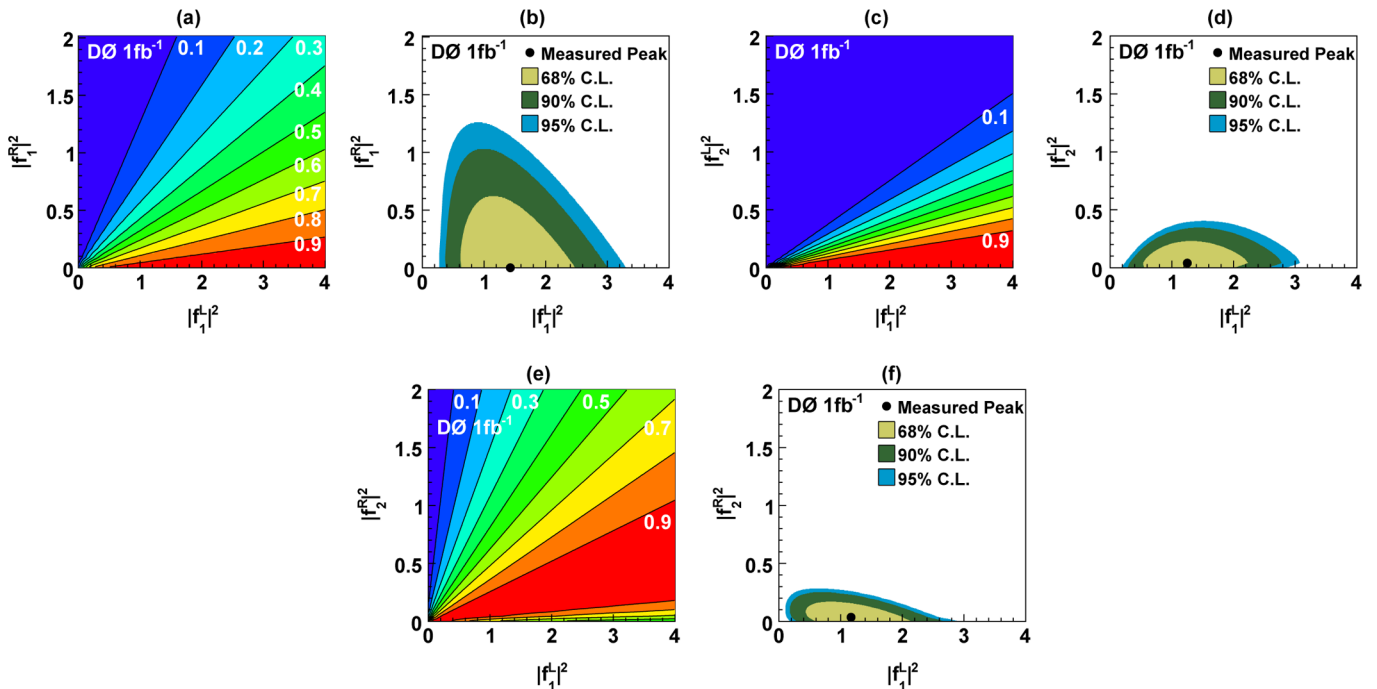 (a)
|f₁ᴿ|²
2
1.5
1
0.5
0
DØ 1fb⁻¹
0.1
0.2
0.3
0.4
0.5
0.6
0.7
0.8
0.9
0 1 2 3 4
|f₁ᴸ|²
(b)
|f₁ᴿ|²
2
1.5
1
0.5
0
DØ 1fb⁻¹
Measured Peak
68% C.L.
90% C.L.
95% C.L.
0 1 2 3 4
|f₁ᴸ|²
(c)
|f₂ᴸ|²
2
1.5
1
0.5
0
DØ 1fb⁻¹
0.1
0.9
0 1 2 3 4
|f₁ᴸ|²
(d)
|f₂ᴸ|²
2
1.5
1
0.5
0
DØ 1fb⁻¹
Measured Peak
68% C.L.
90% C.L.
95% C.L.
0 1 2 3 4
|f₁ᴸ|²
(e)
|f₂ᴿ|²
2
1.5
1
0.5
0
0.1 0.3 0.5
DØ 1fb⁻¹
0.7
0.9
0 1 2 3 4
|f₁ᴸ|²
(f)
|f₂ᴿ|²
2
1.5
1
0.5
0
DØ 1fb⁻¹
Measured Peak
68% C.L.
90% C.L.
95% C.L.
0 1 2 3 4
|f₁ᴸ|²